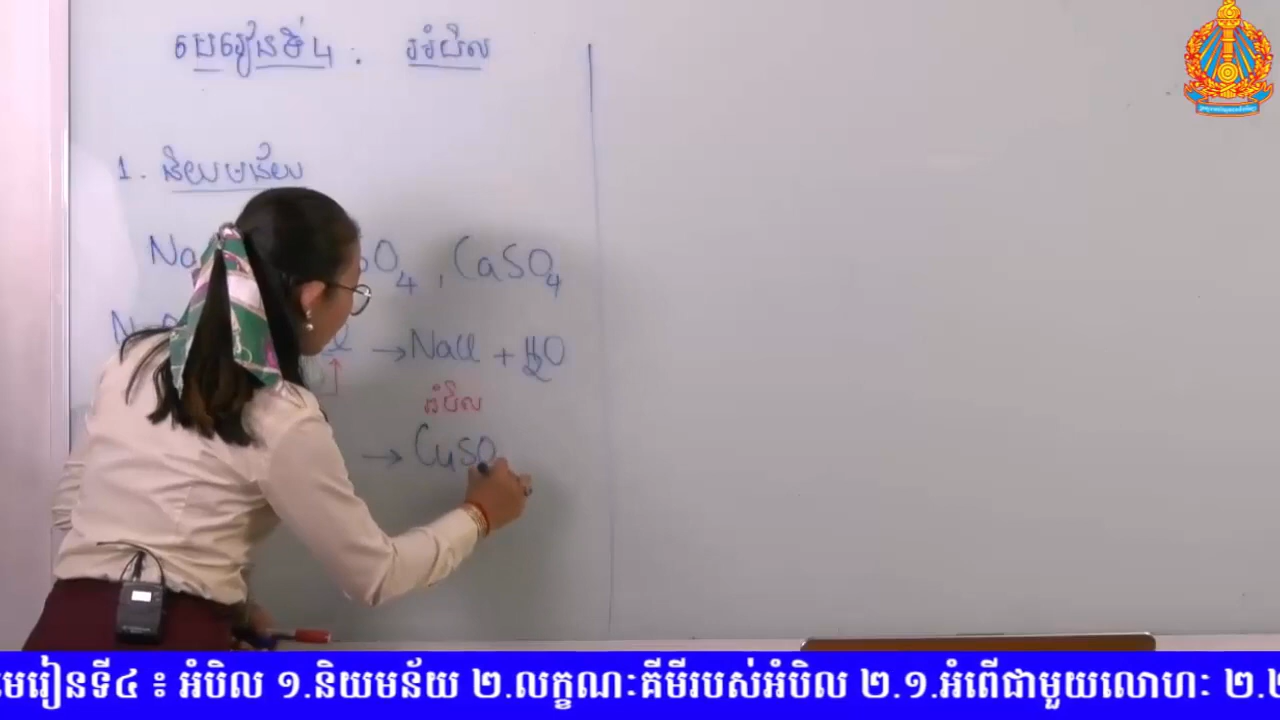 មេរៀនទី៤ : អំបិល
1. និយមន័យ
Na SO₄ , CaSO₄
→ NaCl + H₂O
អំបិល
→ CuSO
មេរៀនទី៤ ៖ អំបិល ១.និយមន័យ ២.លក្ខណៈគីមីរបស់អំបិល ២.១.អំពើជាមួយលោហៈ ២.២